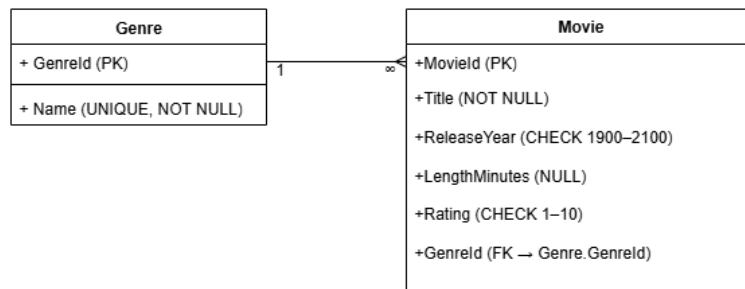 Genre
+ GenreId (PK)
+ Name (UNIQUE, NOT NULL)
1
∞
Movie
+MovieId (PK)
+Title (NOT NULL)
+ReleaseYear (CHECK 1900–2100)
+LengthMinutes (NULL)
+Rating (CHECK 1–10)
+GenreId (FK → Genre.GenreId)